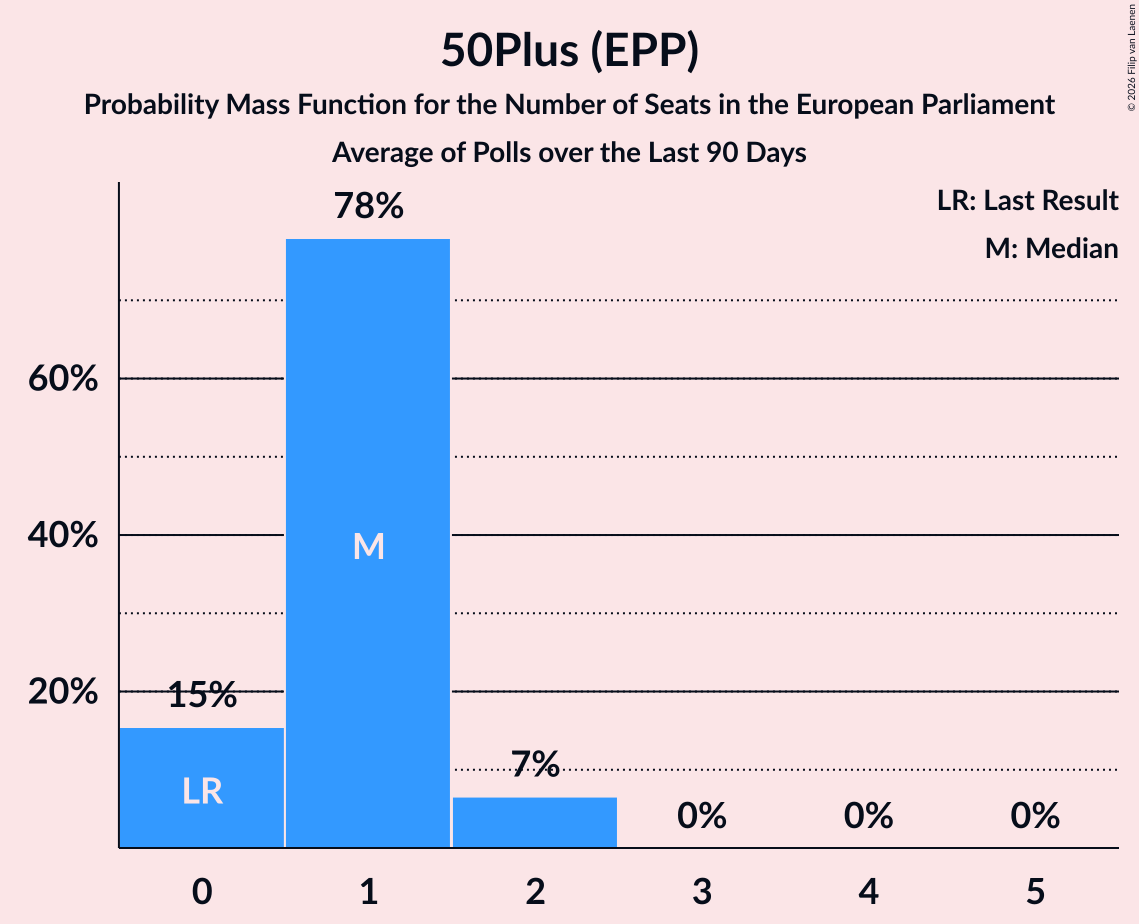 50Plus (EPP)
Probability Mass Function for the Number of Seats in the European Parliament
Average of Polls over the Last 90 Days
© 2026 Filip van Laenen
LR: Last Result
M: Median
78%
60%
40%
20%
15%
7%
0%
0%
0%
M
LR
0
1
2
3
4
5